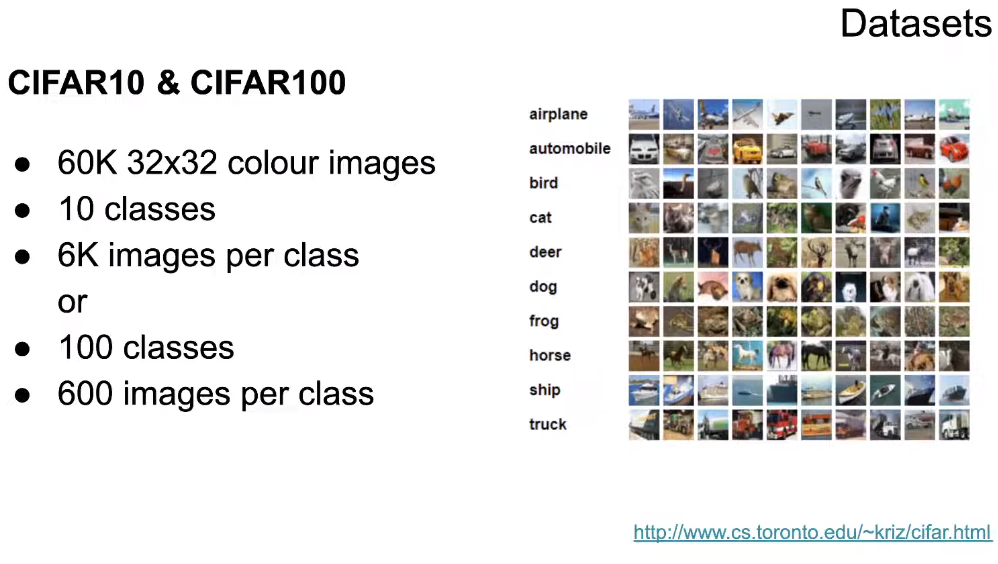 Datasets
CIFAR10 & CIFAR100
● 60K 32x32 colour images
● 10 classes
● 6K images per class
or
● 100 classes
● 600 images per class
airplane
automobile
bird
cat
deer
dog
frog
horse
ship
truck
http://www.cs.toronto.edu/~kriz/cifar.html